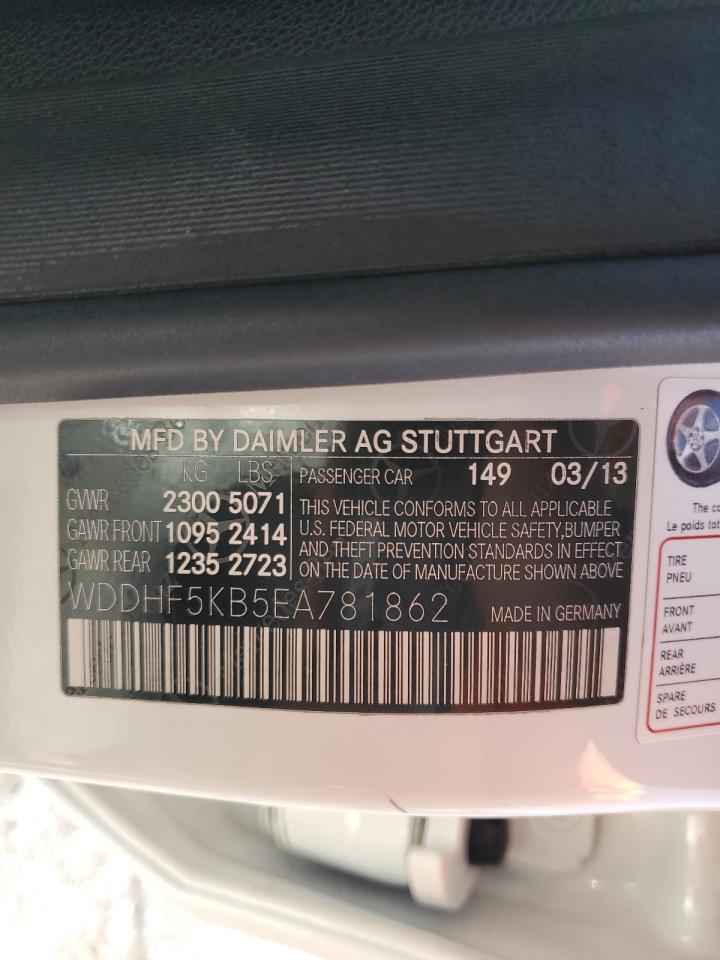 MFD BY DAIMLER AG STUTTGART
KG LBS
GVWR 2300 5071
GAWR FRONT 1095 2414
GAWR REAR 1235 2723
PASSENGER CAR 149 03/13
THIS VEHICLE CONFORMS TO ALL APPLICABLE
U.S. FEDERAL MOTOR VEHICLE SAFETY,BUMPER
AND THEFT PREVENTION STANDARDS IN EFFECT
ON THE DATE OF MANUFACTURE SHOWN ABOVE
WDDHF5KB5EA781862 MADE IN GERMANY
The
Le poids
TIRE
PNEU
FRONT
AVANT
REAR
ARRIÈRE
SPARE
DE SECOURS